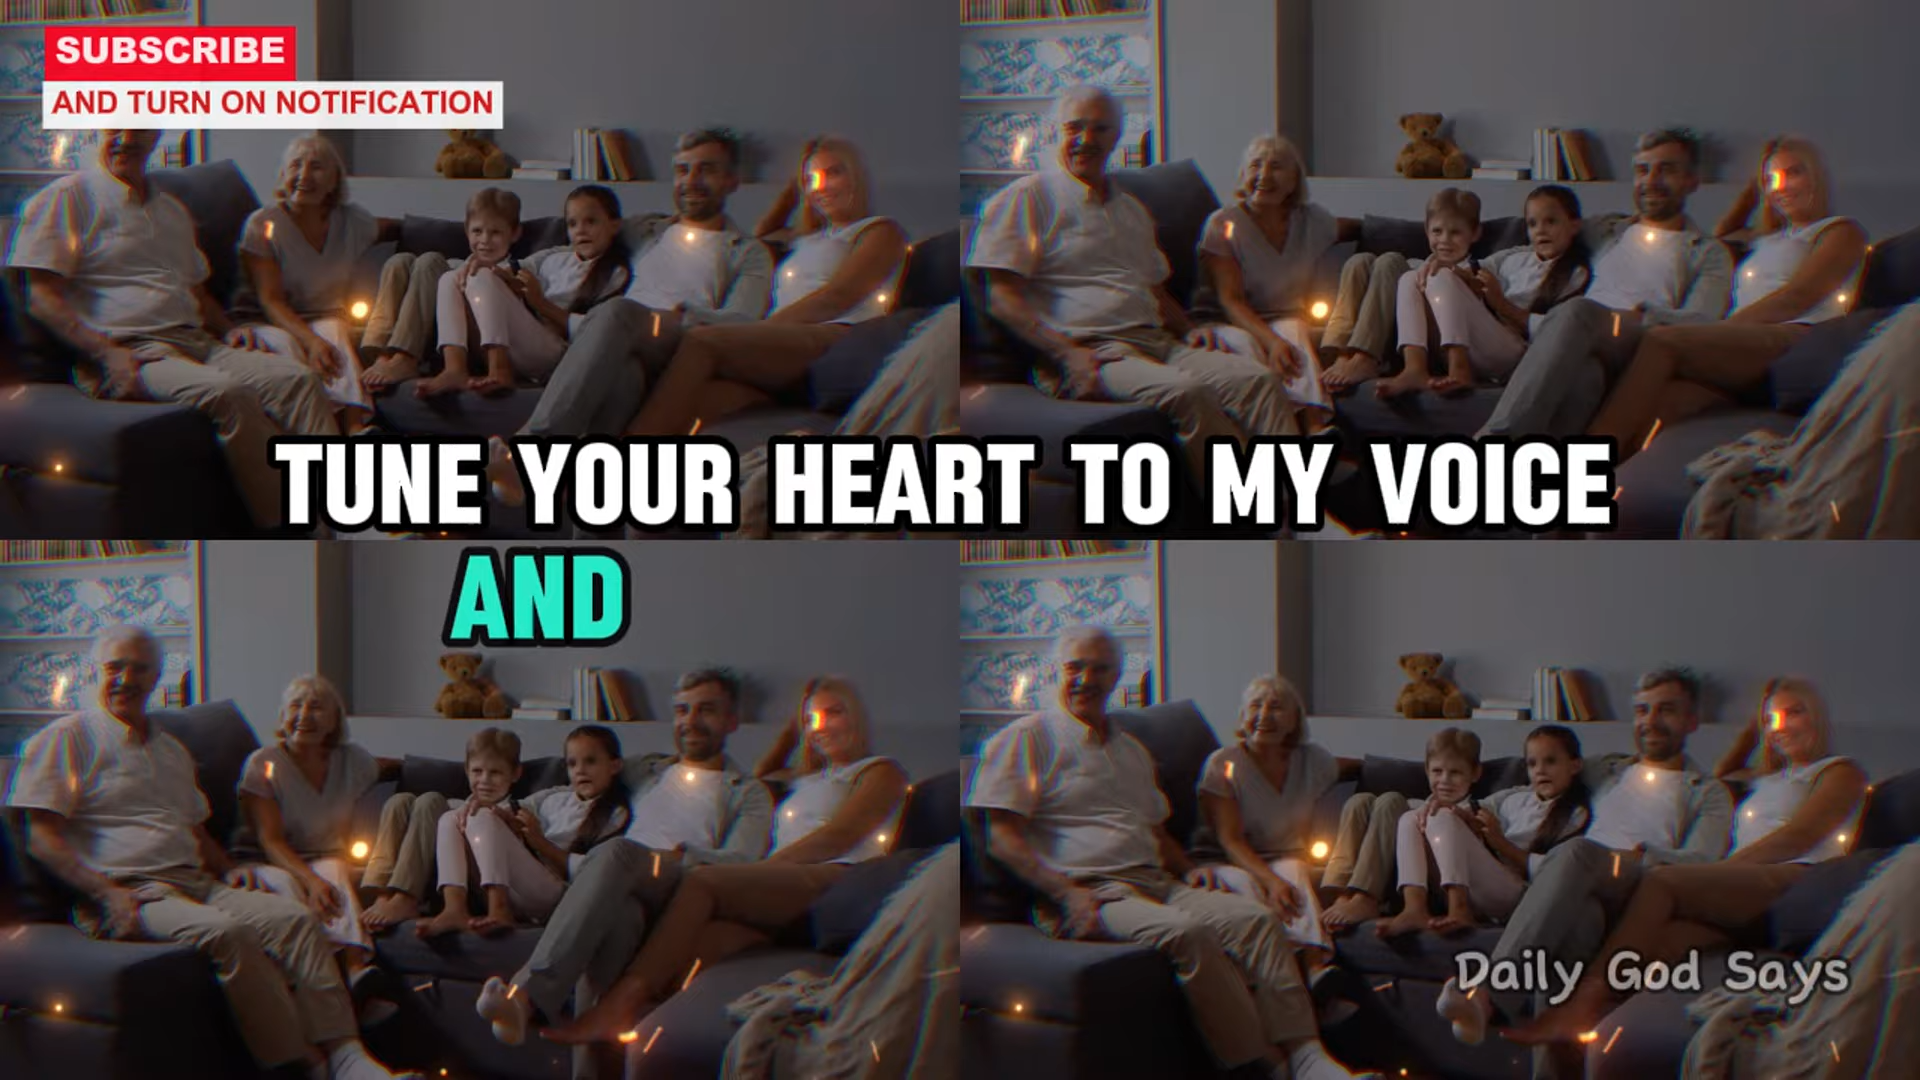 SUBSCRIBE
AND TURN ON NOTIFICATION
TUNE YOUR HEART TO MY VOICE
AND
Daily God Says